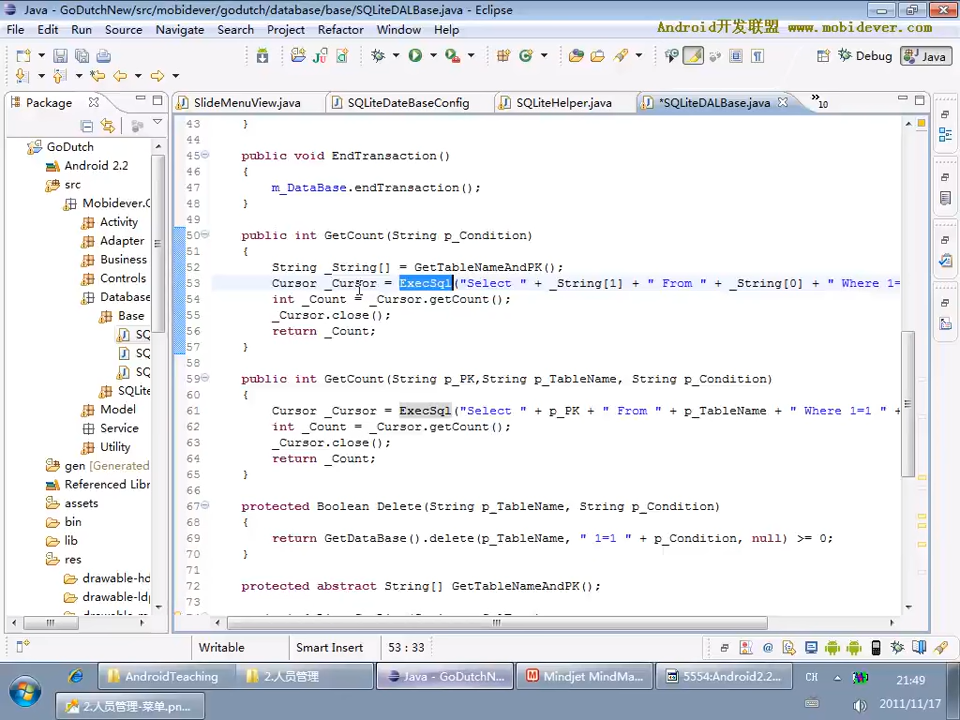 Java - GoDutchNew/src/mobidever/godutch/database/base/SQLiteDALBase.java - Eclipse
File Edit Run Source Navigate Search Project Refactor Window Help
Android开发联盟 www.mobidever.com
Debug Java
Package
SlideMenuView.java SQLiteDateBaseConfig SQLiteHelper.java *SQLiteDALBase.java »10
GoDutch
Android 2.2
src
Mobidever.G
Activity
Adapter
Business
Controls
Database
Base
SQ
SQ
SQ
SQLite
Model
Service
Utility
gen [Generated
Referenced Lib
assets
bin
lib
res
drawable-hd
drawable-ldp
43 }
44
45 public void EndTransaction()
46 {
47 m_DataBase.endTransaction();
48 }
49
50 public int GetCount(String p_Condition)
51 {
52 String _String[] = GetTableNameAndPK();
53 Cursor _Cursor = ExecSql("Select " + _String[1] + " From " + _String[0] + " Where 1=
54 int _Count = _Cursor.getCount();
55 _Cursor.close();
56 return _Count;
57 }
58
59 public int GetCount(String p_PK,String p_TableName, String p_Condition)
60 {
61 Cursor _Cursor = ExecSql("Select " + p_PK + " From " + p_TableName + " Where 1=1 " +
62 int _Count = _Cursor.getCount();
63 _Cursor.close();
64 return _Count;
65 }
66
67 protected Boolean Delete(String p_TableName, String p_Condition)
68 {
69 return GetDataBase().delete(p_TableName, " 1=1 " + p_Condition, null) >= 0;
70 }
71
72 protected abstract String[] GetTableNameAndPK();
73
Writable Smart Insert 53 : 33
AndroidTeaching 2.人员管理 Java - GoDutchN... Mindjet MindMa... 5554:Android2.2... CH 21:49
2.人员管理-菜单.pn... 2011/11/17